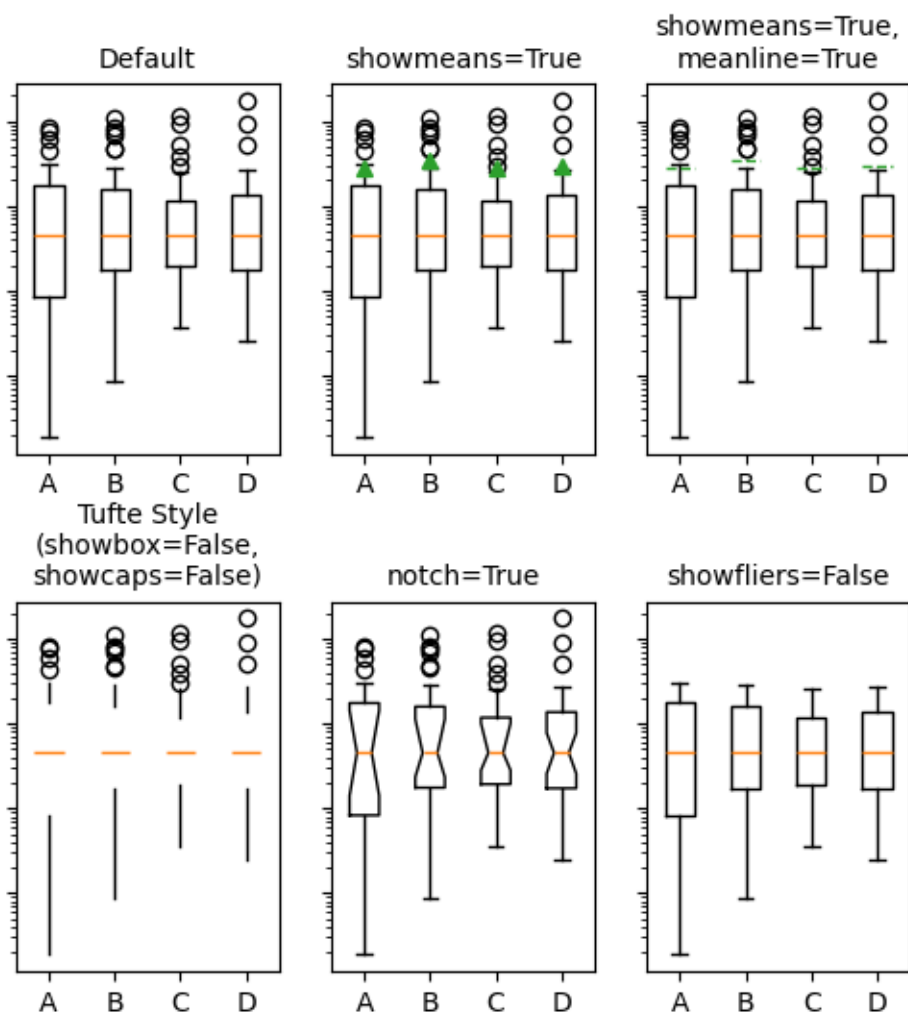 Default
showmeans=True
showmeans=True,
meanline=True
A B C D
A B C D
A B C D
Tufte Style
(showbox=False,
showcaps=False)
notch=True
showfliers=False
A B C D
A B C D
A B C D